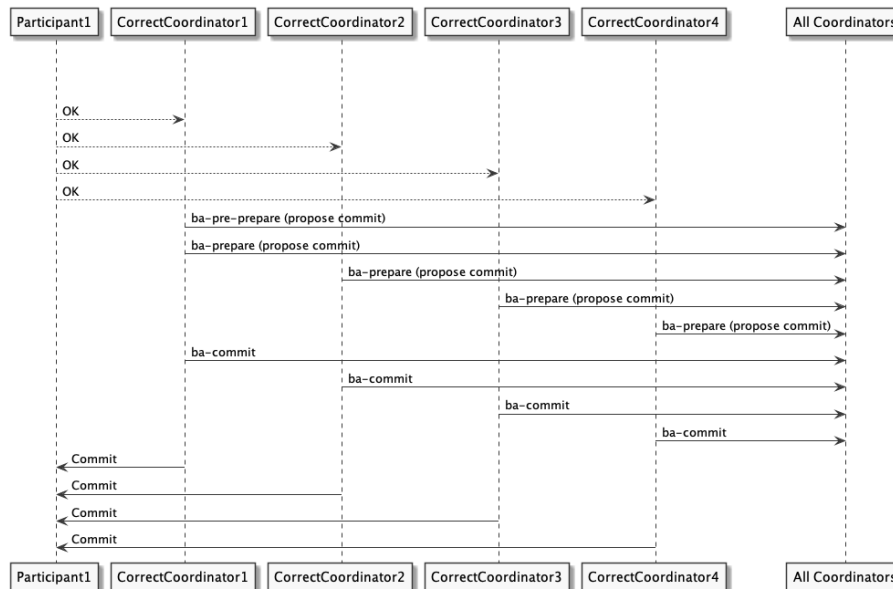 Participant1 CorrectCoordinator1 CorrectCoordinator2 CorrectCoordinator3 CorrectCoordinator4 All Coordinators
OK
OK
OK
OK
ba-pre-prepare (propose commit)
ba-prepare (propose commit)
ba-prepare (propose commit)
ba-prepare (propose commit)
ba-prepare (propose commit)
ba-commit
ba-commit
ba-commit
ba-commit
Commit
Commit
Commit
Commit
Participant1 CorrectCoordinator1 CorrectCoordinator2 CorrectCoordinator3 CorrectCoordinator4 All Coordinators